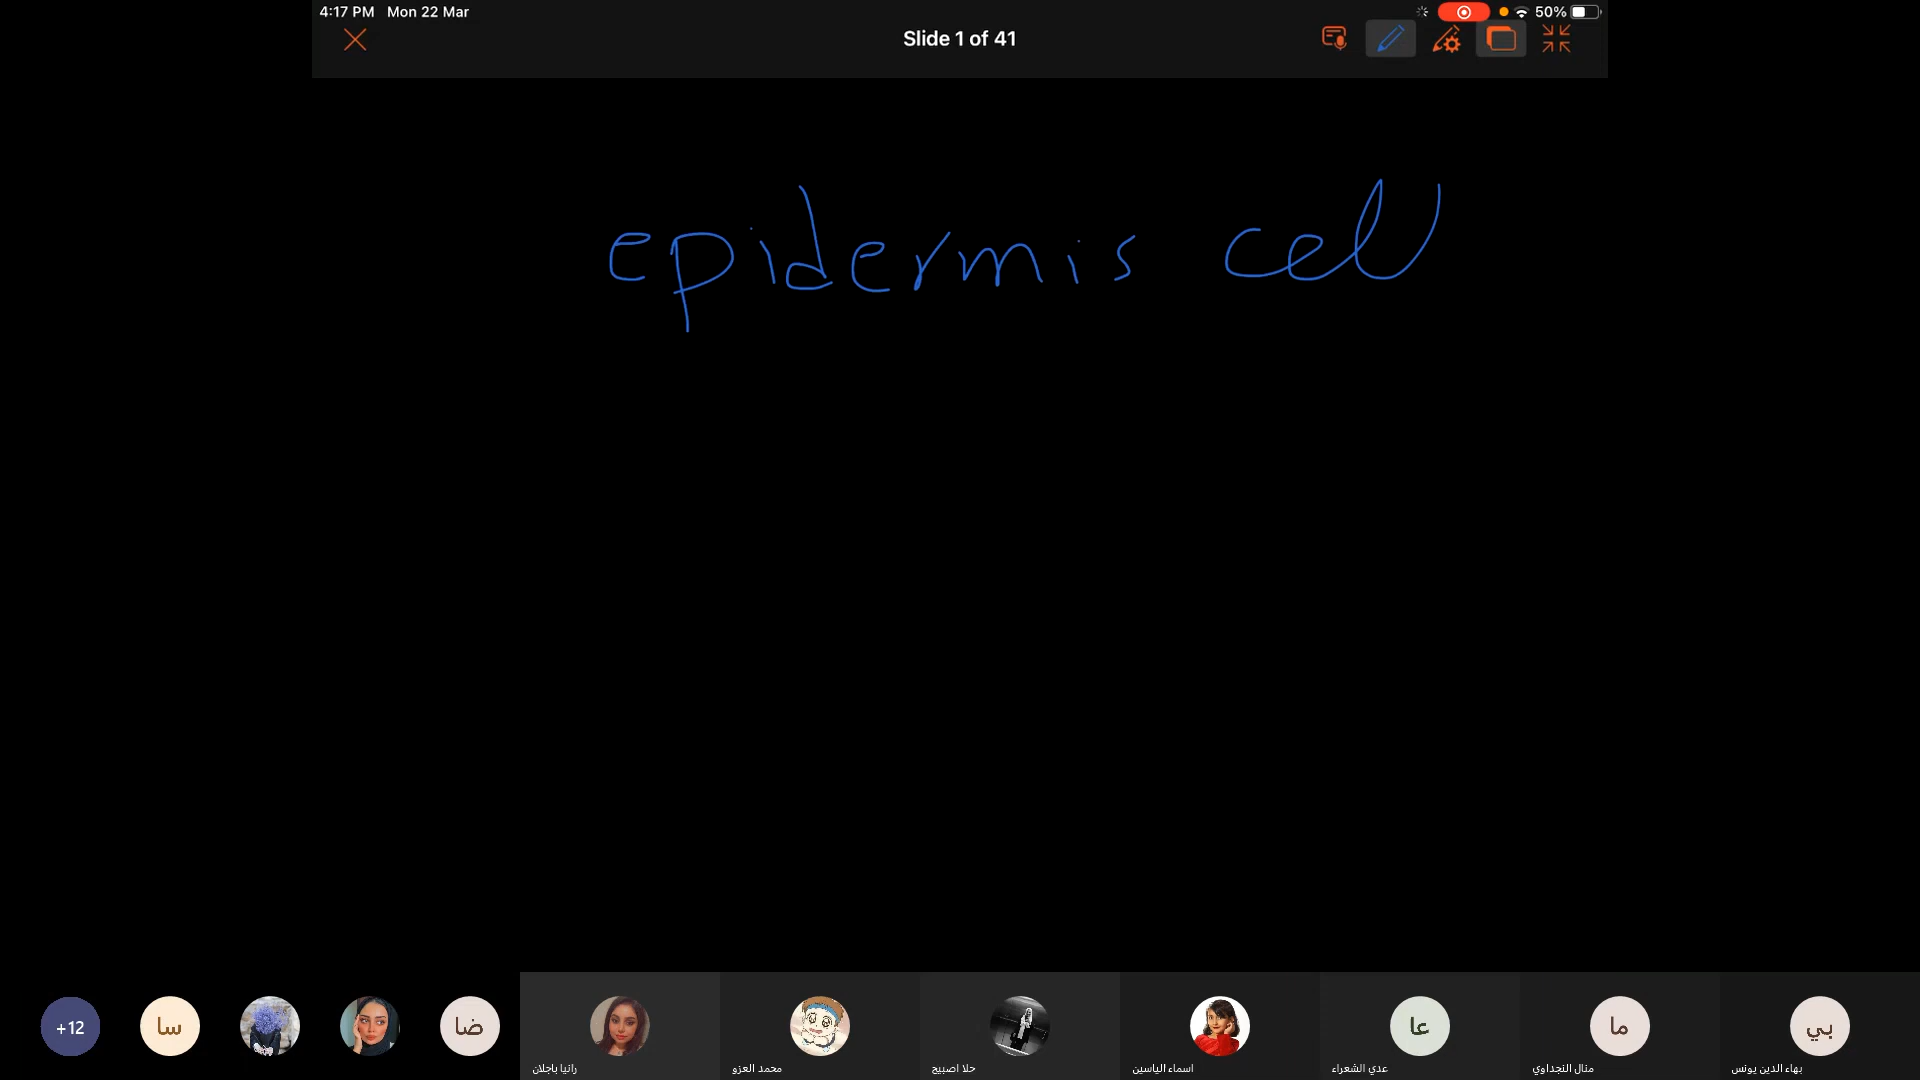 4:17 PM Mon 22 Mar
50%
Slide 1 of 41
epidermis cell
+12
سا
ضا
عا
ما
بي
رانيا باجلان
محمد العزو
حلا اصبيح
اسماء الياسين
عدي الشعراء
منال النجداوي
بهاء الدين يونس